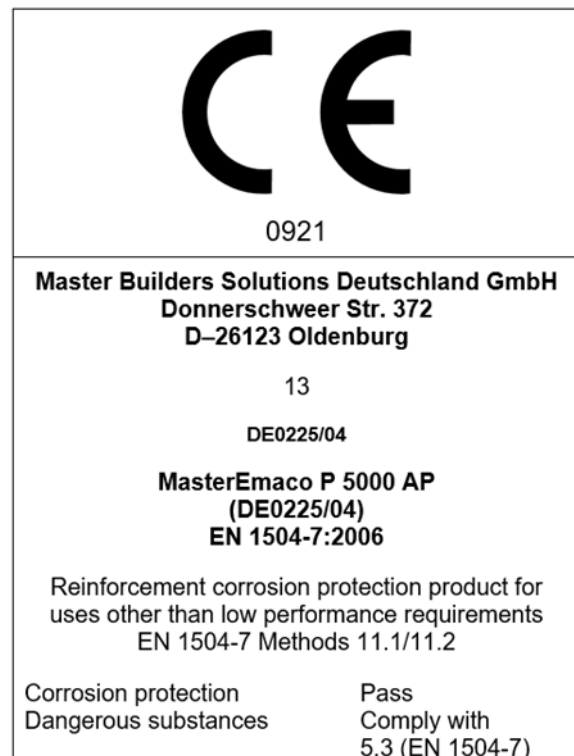 CE
0921
Master Builders Solutions Deutschland GmbH
Donnerschweer Str. 372
D–26123 Oldenburg
13
DE0225/04
MasterEmaco P 5000 AP
(DE0225/04)
EN 1504-7:2006
Reinforcement corrosion protection product for
uses other than low performance requirements
EN 1504-7 Methods 11.1/11.2
Corrosion protection Pass
Dangerous substances Comply with
5.3 (EN 1504-7)